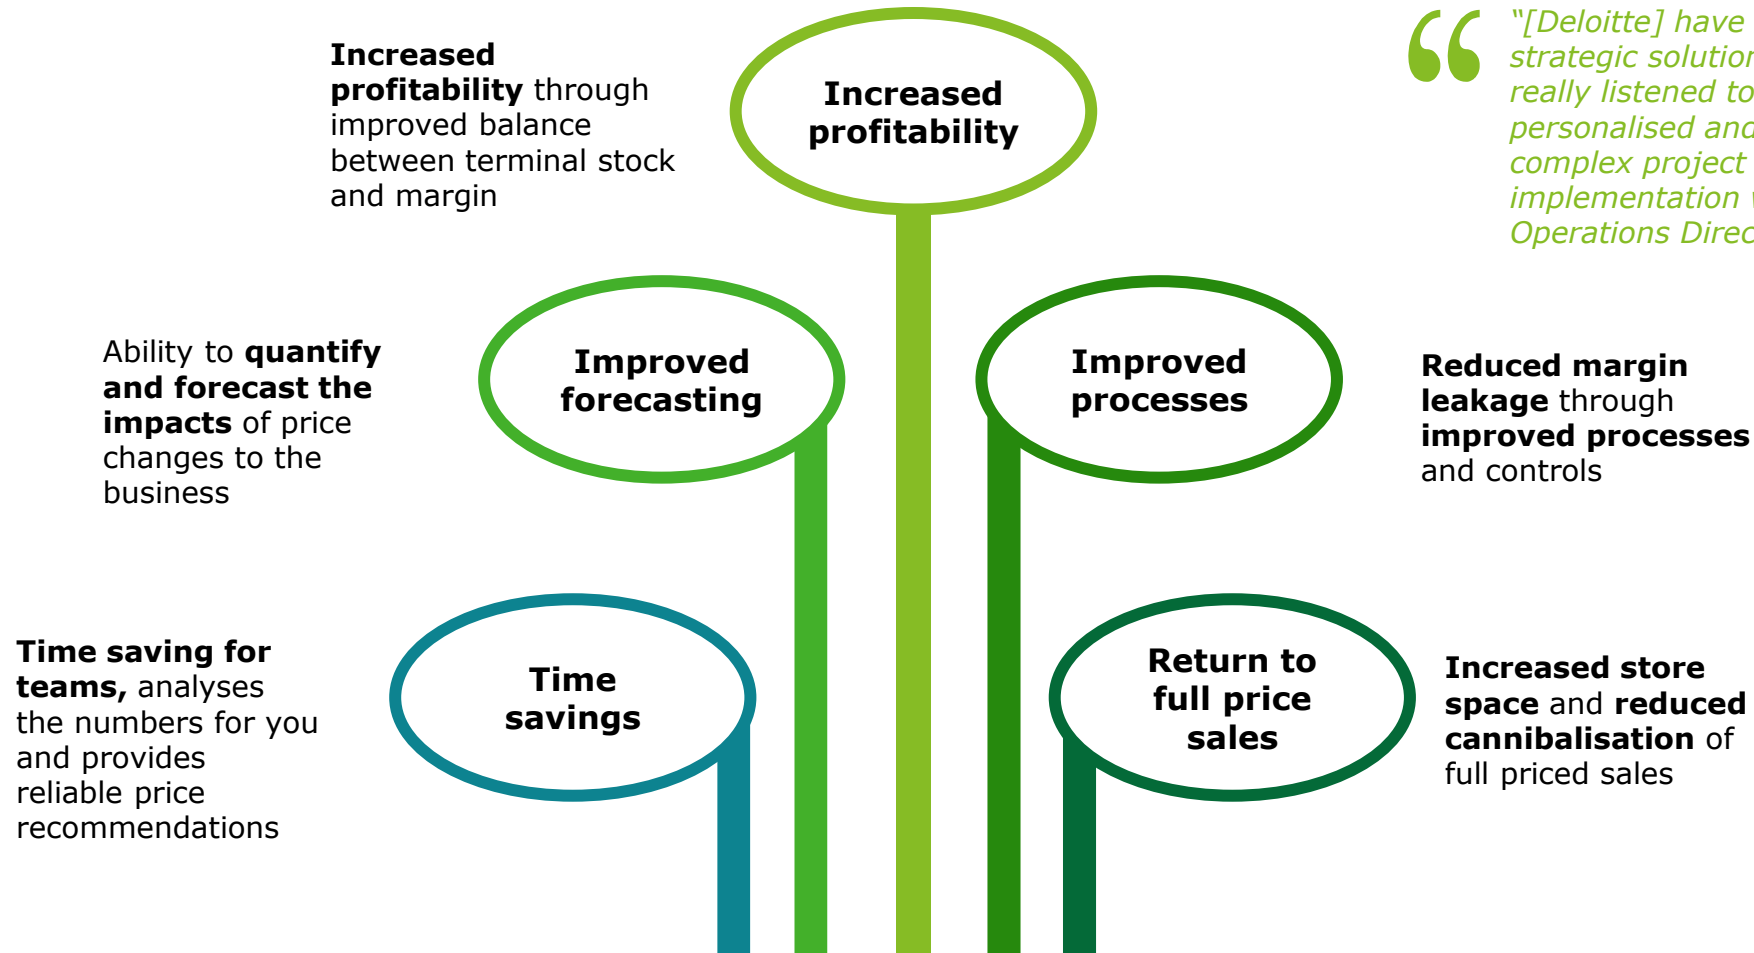 Increased
profitability through
improved balance
between terminal stock
and margin
Increased
profitability
“[Deloitte] have
strategic solution
really listened to
personalised and
complex project
implementation
Operations Direc
Ability to quantify
and forecast the
impacts of price
changes to the
business
Improved
forecasting
Improved
processes
Reduced margin
leakage through
improved processes
and controls
Time saving for
teams, analyses
the numbers for you
and provides
reliable price
recommendations
Time
savings
Return to
full price
sales
Increased store
space and reduced
cannibalisation of
full priced sales